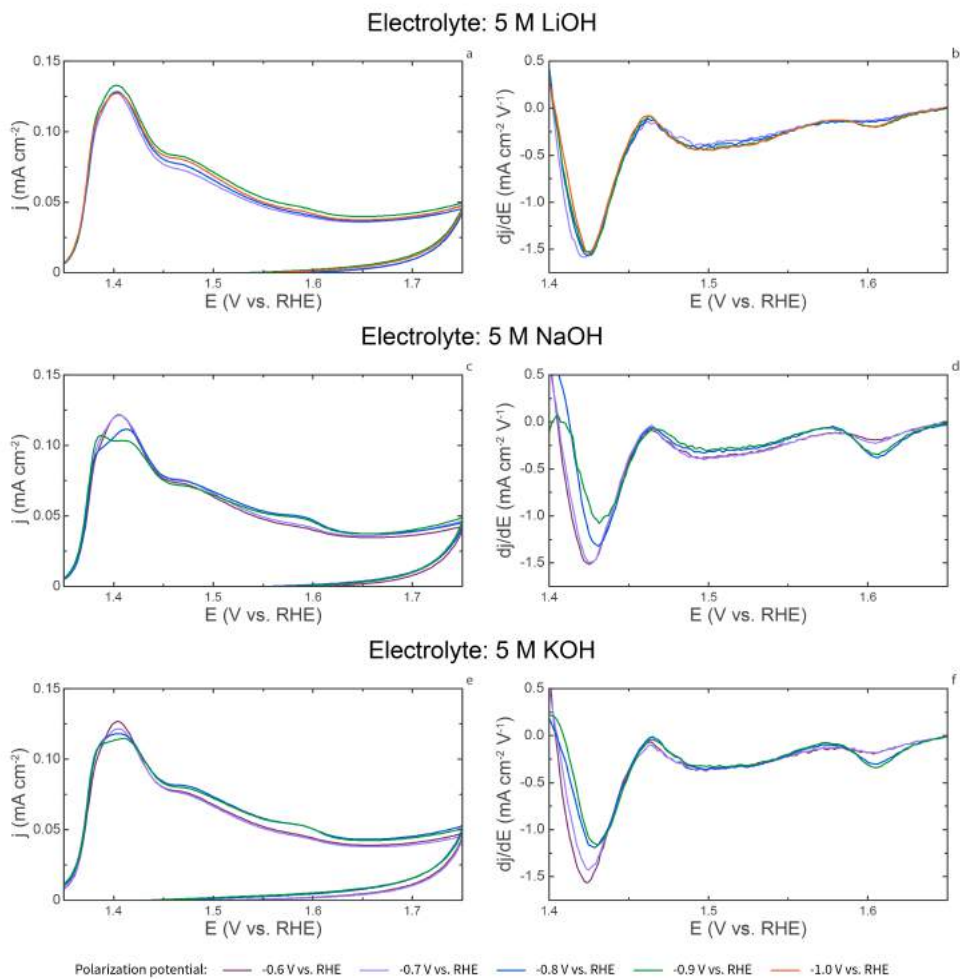 Electrolyte: 5 M LiOH
a
b
0.15
0.10
0.05
0
j (mA cm⁻²)
1.4 1.5 1.6 1.7
E (V vs. RHE)
0.5
0.0
-0.5
-1.0
-1.5
dj/dE (mA cm⁻² V⁻¹)
1.4 1.5 1.6
E (V vs. RHE)
Electrolyte: 5 M NaOH
c
d
0.15
0.10
0.05
0
j (mA cm⁻²)
1.4 1.5 1.6 1.7
E (V vs. RHE)
0.5
0.0
-0.5
-1.0
-1.5
dj/dE (mA cm⁻² V⁻¹)
1.4 1.5 1.6
E (V vs. RHE)
Electrolyte: 5 M KOH
e
f
0.15
0.10
0.05
0
j (mA cm⁻²)
1.4 1.5 1.6 1.7
E (V vs. RHE)
0.5
0.0
-0.5
-1.0
-1.5
dj/dE (mA cm⁻² V⁻¹)
1.4 1.5 1.6
E (V vs. RHE)
Polarization potential: -0.6 V vs. RHE -0.7 V vs. RHE -0.8 V vs. RHE -0.9 V vs. RHE -1.0 V vs. RHE